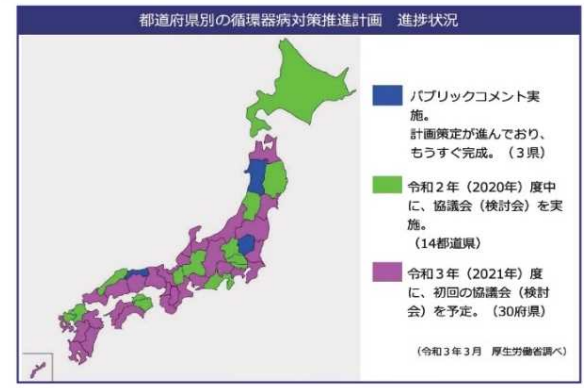 都道府県別の循環器病対策推進計画　進捗状況
パブリックコメント実
施。
計画策定が進んでおり、
もうすぐ完成。（３県）
令和２年（2020年）度中
に、協議会（検討会）を実
施。
（14都道県）
令和３年（2021年）度
に、初回の協議会（検討
会）を予定。（30府県）
（令和３年３月　厚生労働省調べ）